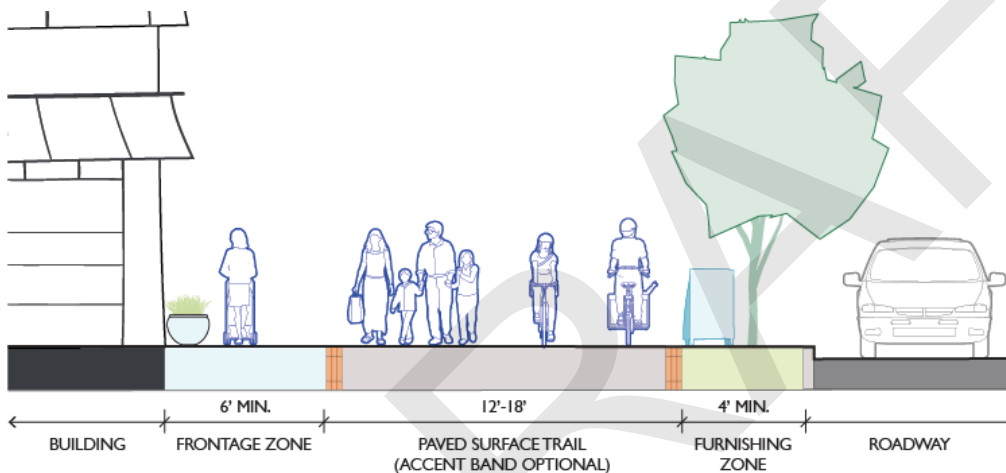 6' MIN.
12'-18'
4' MIN.
BUILDING
FRONTAGE ZONE
PAVED SURFACE TRAIL
(ACCENT BAND OPTIONAL)
FURNISHING
ZONE
ROADWAY